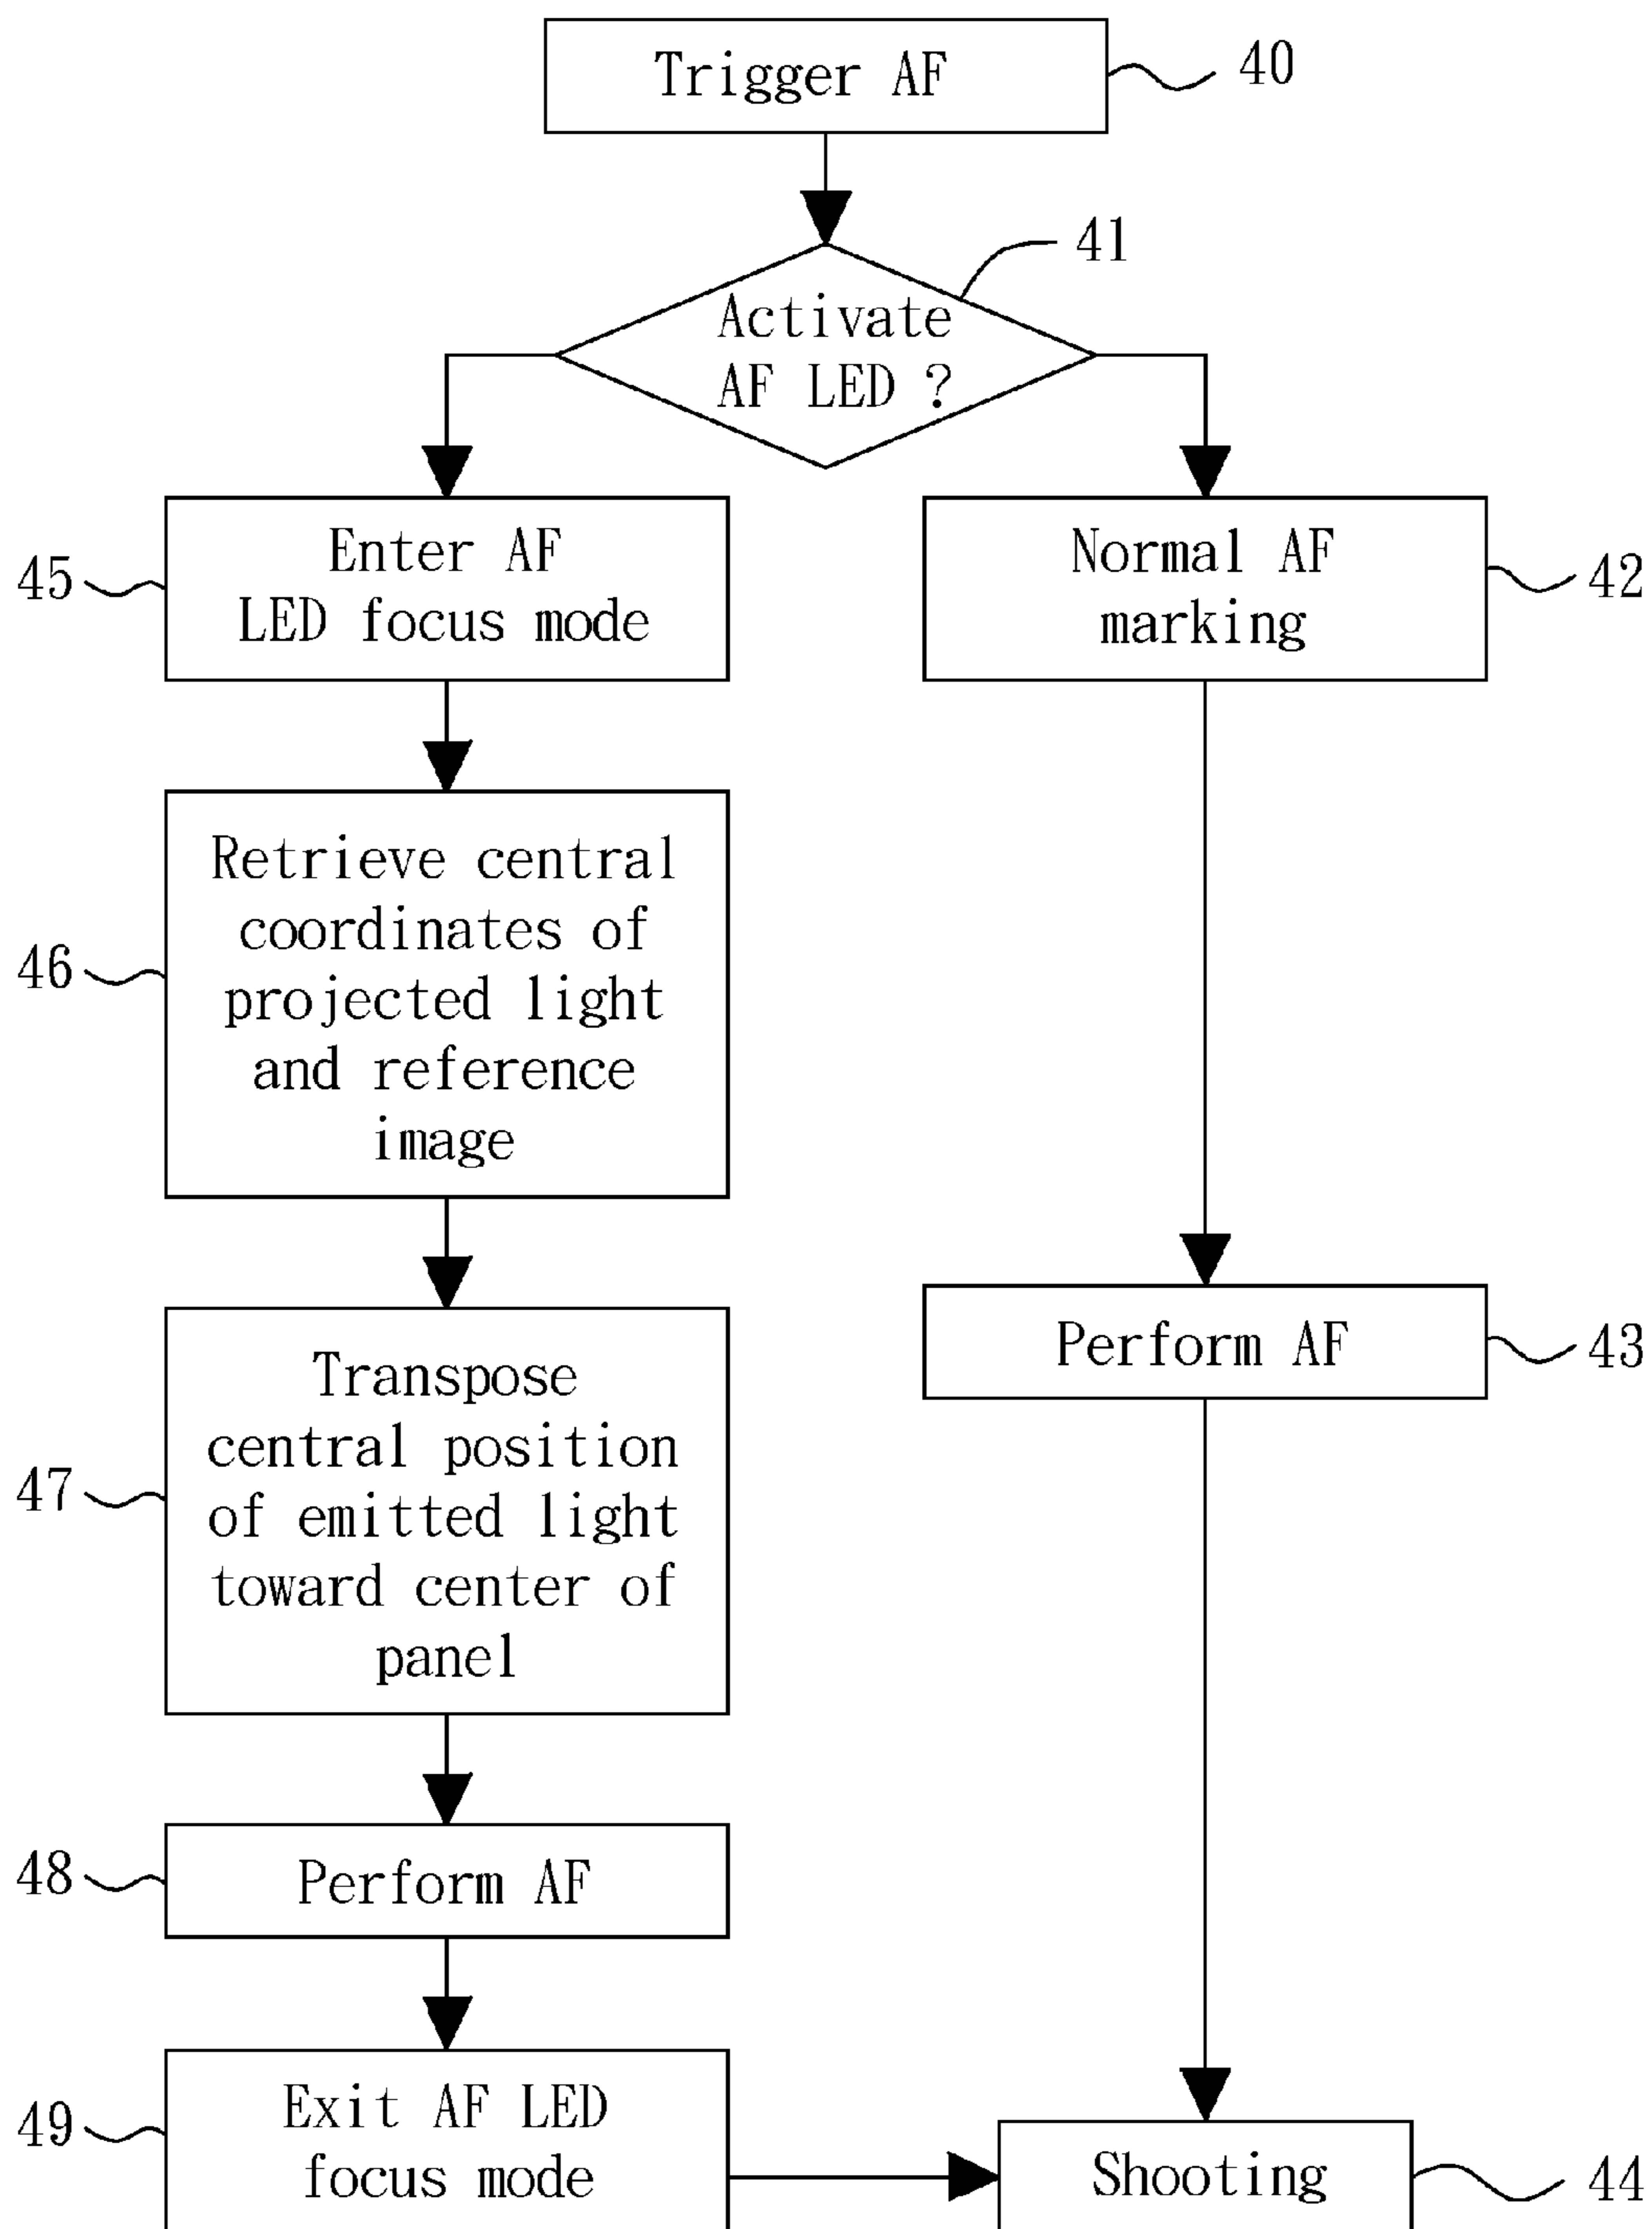 Trigger AF
40
41
Activate
AF LED ?
45
Enter AF
LED focus mode
Normal AF
marking
42
46
Retrieve central
coordinates of
projected light
and reference
image
47
Transpose
central position
of emitted light
toward center of
panel
Perform AF
43
48
Perform AF
49
Exit AF LED
focus mode
Shooting
44